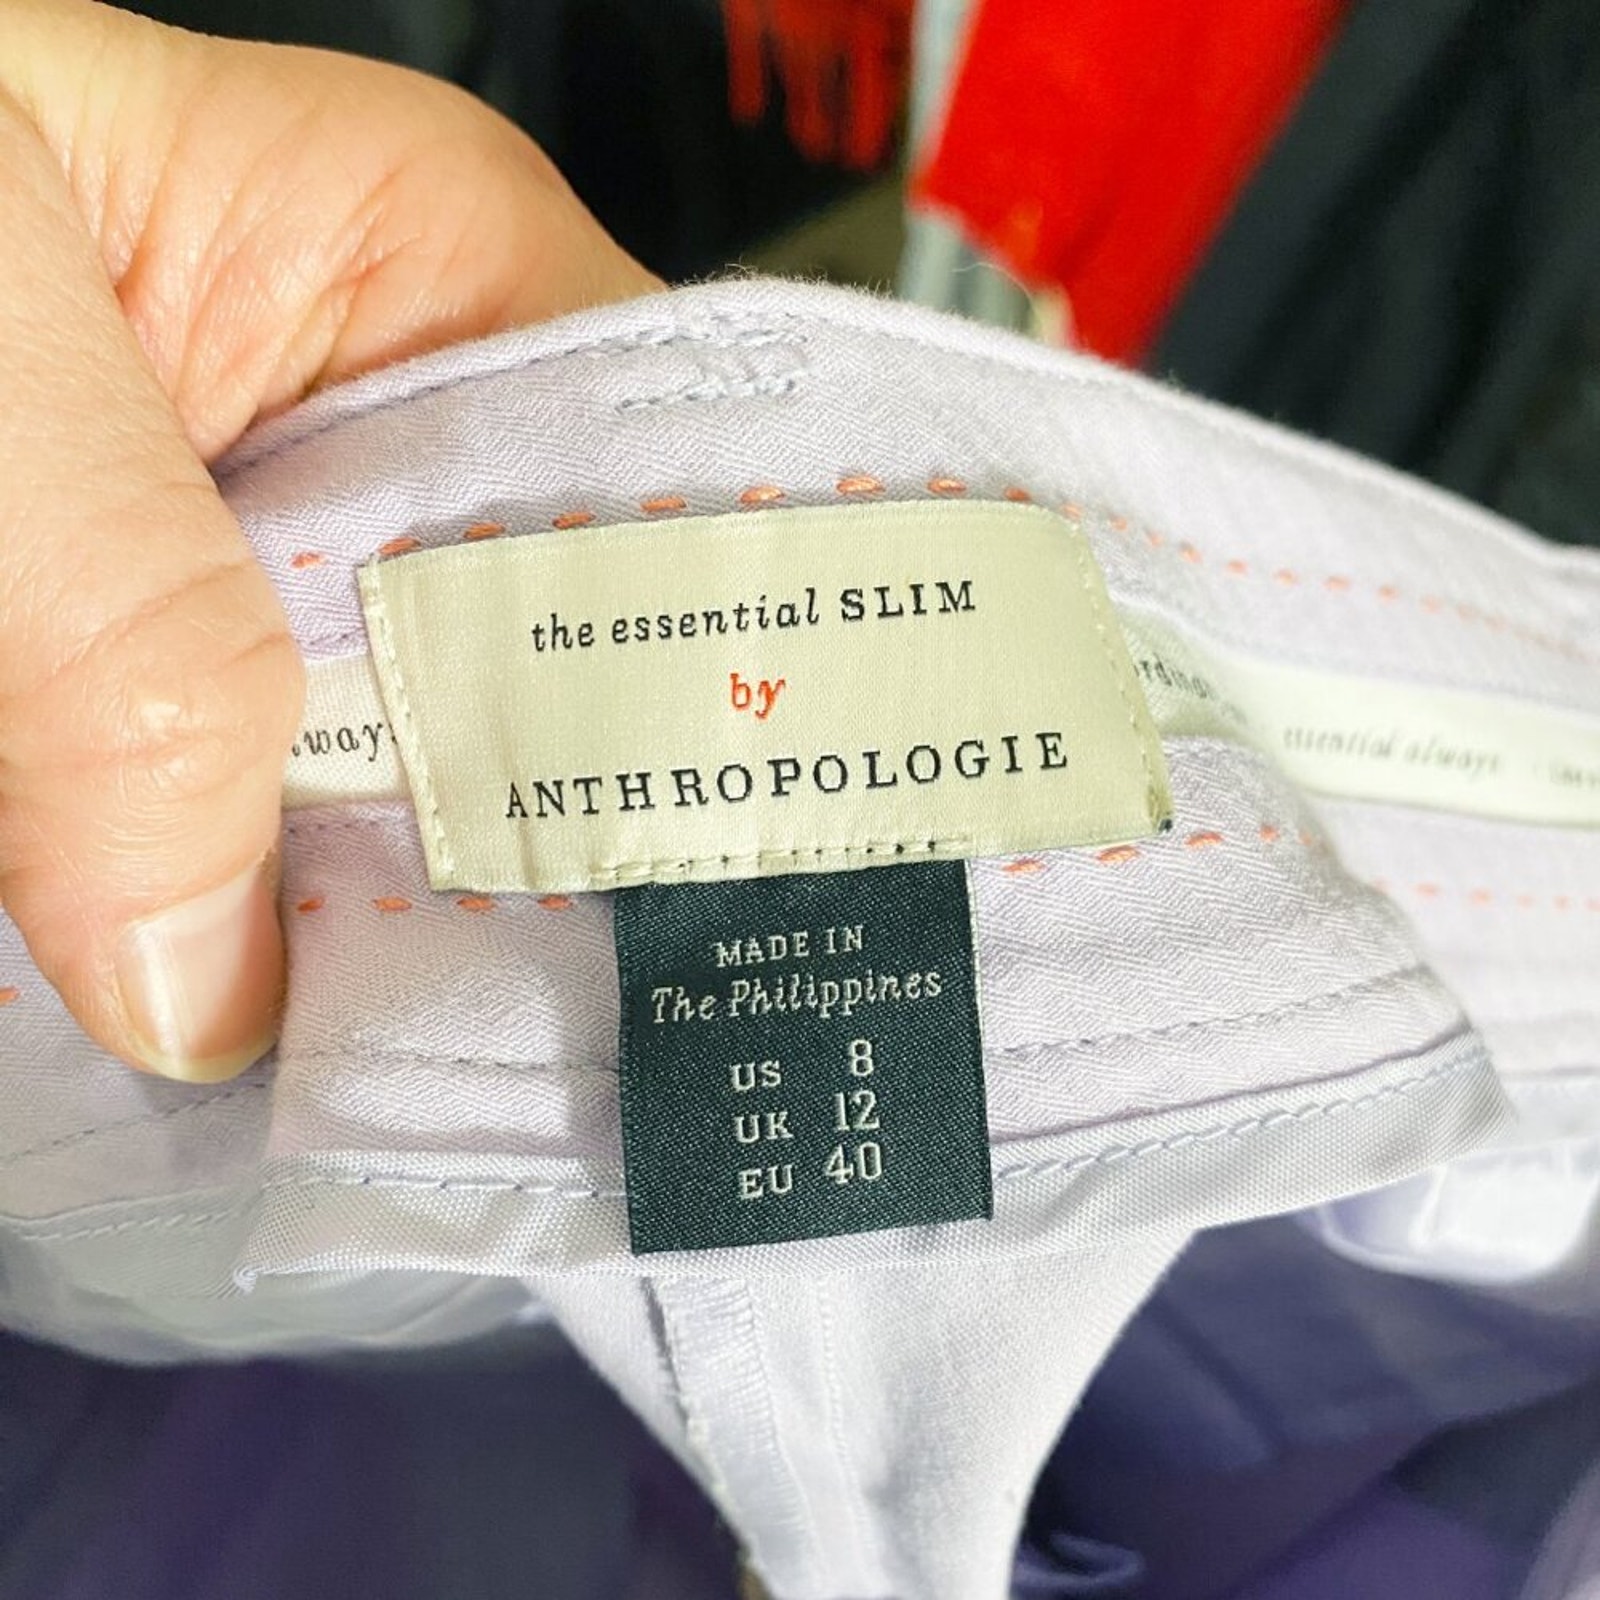 the essential SLIM
by
ANTHROPOLOGIE
essential always
MADE IN
The Philippines
US 8
UK 12
EU 40